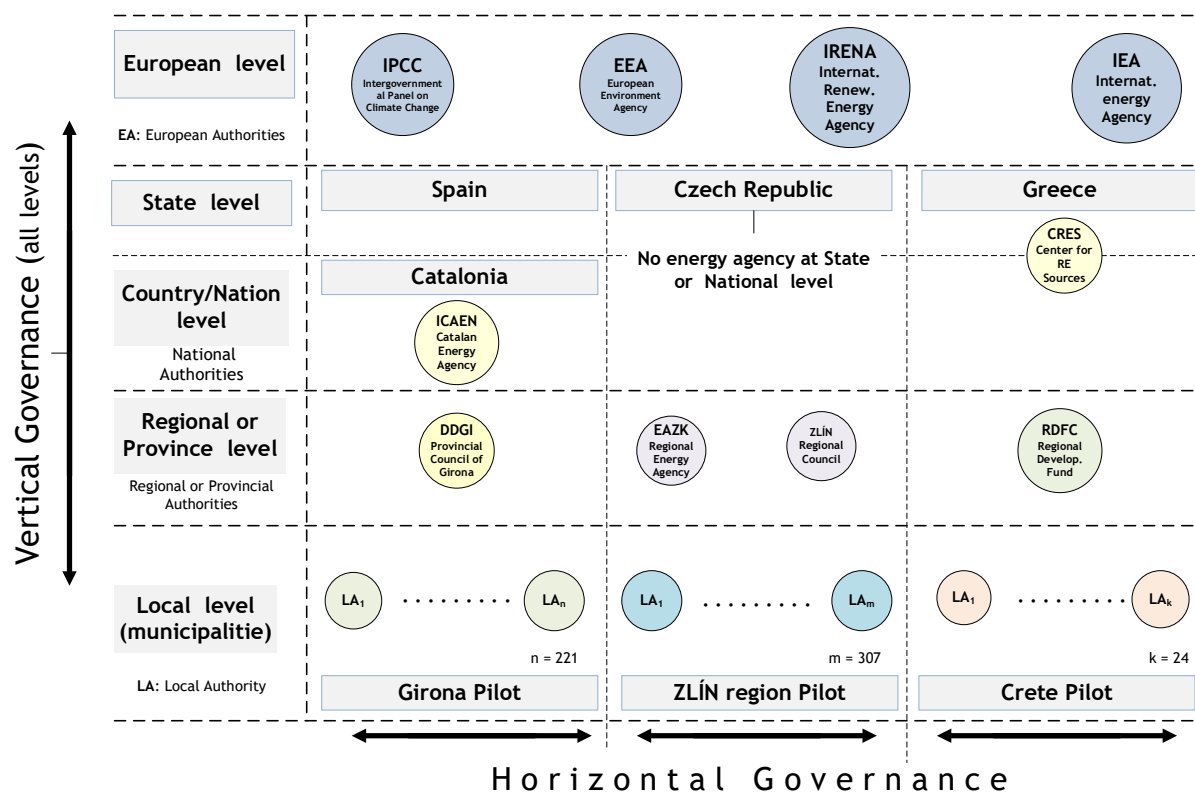 Vertical Governance (all levels)
European level
EA: European Authorities
IPCC
Intergovernment
al Panel on
Climate Change
EEA
European
Environment
Agency
IRENA
Internat.
Renew.
Energy
Agency
IEA
Internat.
energy
Agency
State level
Spain
Czech Republic
Greece
No energy agency at State
or National level
CRES
Center for
RE
Sources
Country/Nation
level
National
Authorities
Catalonia
ICAEN
Catalan
Energy
Agency
Regional or
Province level
Regional or Provincial
Authorities
DDGI
Provincial
Council of
Girona
EAZK
Regional
Energy
Agency
ZLÍN
Regional
Council
RDFC
Regional
Develop.
Fund
Local level
(municipalitie)
LA: Local Authority
LA₁
. . . . . . . . . .
LAₙ
n = 221
LA₁
. . . . . . . . . .
LAₘ
m = 307
LA₁
. . . . . . . . . .
LAₖ
k = 24
Girona Pilot
ZLÍN region Pilot
Crete Pilot
Horizontal Governance